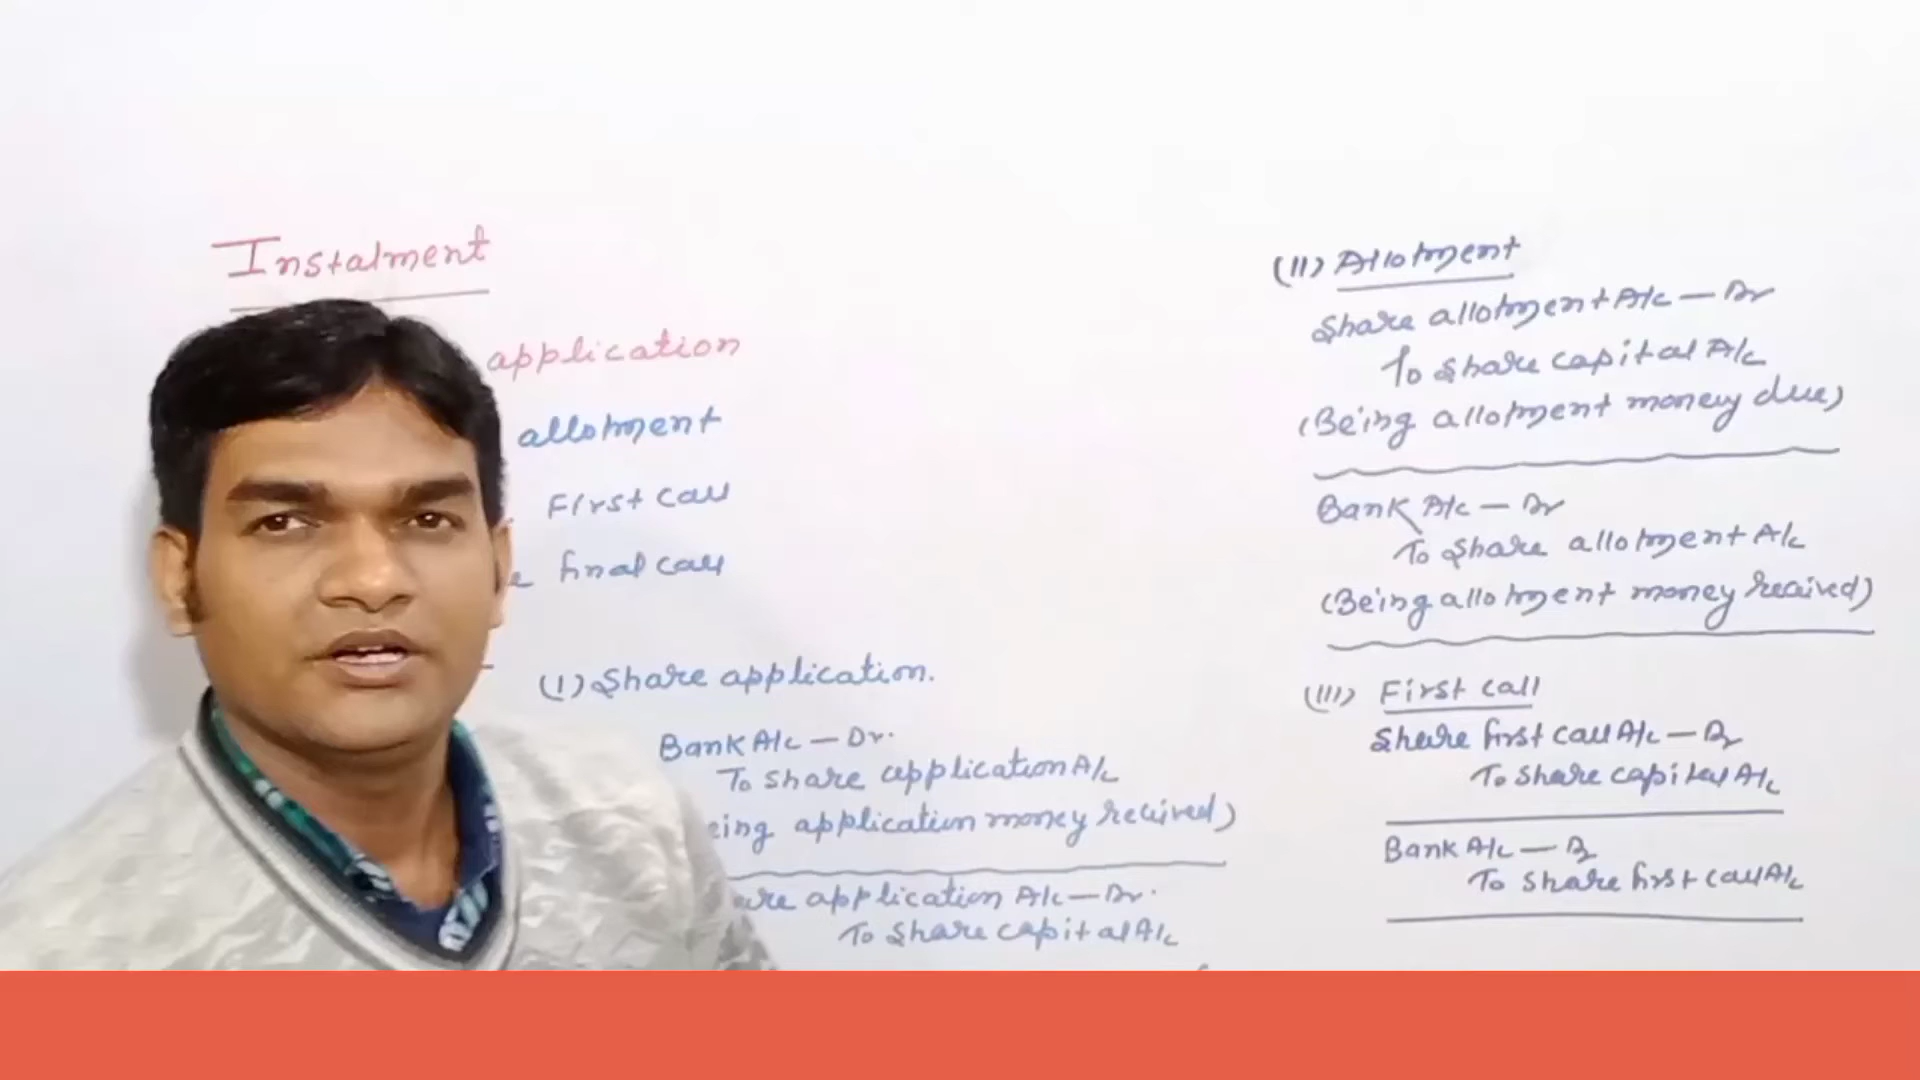 Instalment
application
allotment
First call
final call
(I) Share application.
Bank A/c — Dr.
To Share application A/c
eing application money received)
are application A/c — Dr.
To Share capital A/c
(II) Allotment
Share allotment A/c — Dr
To Share capital A/c
(Being allotment money due)
Bank A/c — Dr
To Share allotment A/c
(Being allotment money received)
(III) First call
Share first call A/c — Dr
To Share capital A/c
Bank A/c — Dr
To Share first call A/c